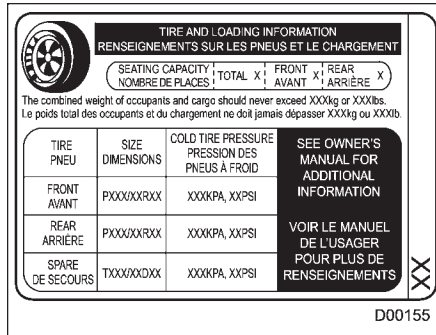 TIRE AND LOADING INFORMATION
RENSEIGNEMENTS SUR LES PNEUS ET LE CHARGEMENT
SEATING CAPACITY TOTAL X FRONT X REAR X
NOMBRE DE PLACES AVANT ARRIÈRE
The combined weight of occupants and cargo should never exceed XXXkg or XXXlbs.
Le poids total des occupants et du chargement ne doit jamais dépasser XXXkg ou XXXlb.
TIRE
PNEU
SIZE
DIMENSIONS
COLD TIRE PRESSURE
PRESSION DES
PNEUS À FROID
FRONT
AVANT
PXXX/XXRXX
XXXKPA, XXPSI
REAR
ARRIÈRE
PXXX/XXRXX
XXXKPA, XXPSI
SPARE
DE SECOURS
TXXX/XXDXX
XXXKPA, XXPSI
SEE OWNER'S
MANUAL FOR
ADDITIONAL
INFORMATION
VOIR LE MANUEL
DE L'USAGER
POUR PLUS DE
RENSEIGNEMENTS
XX
D00155